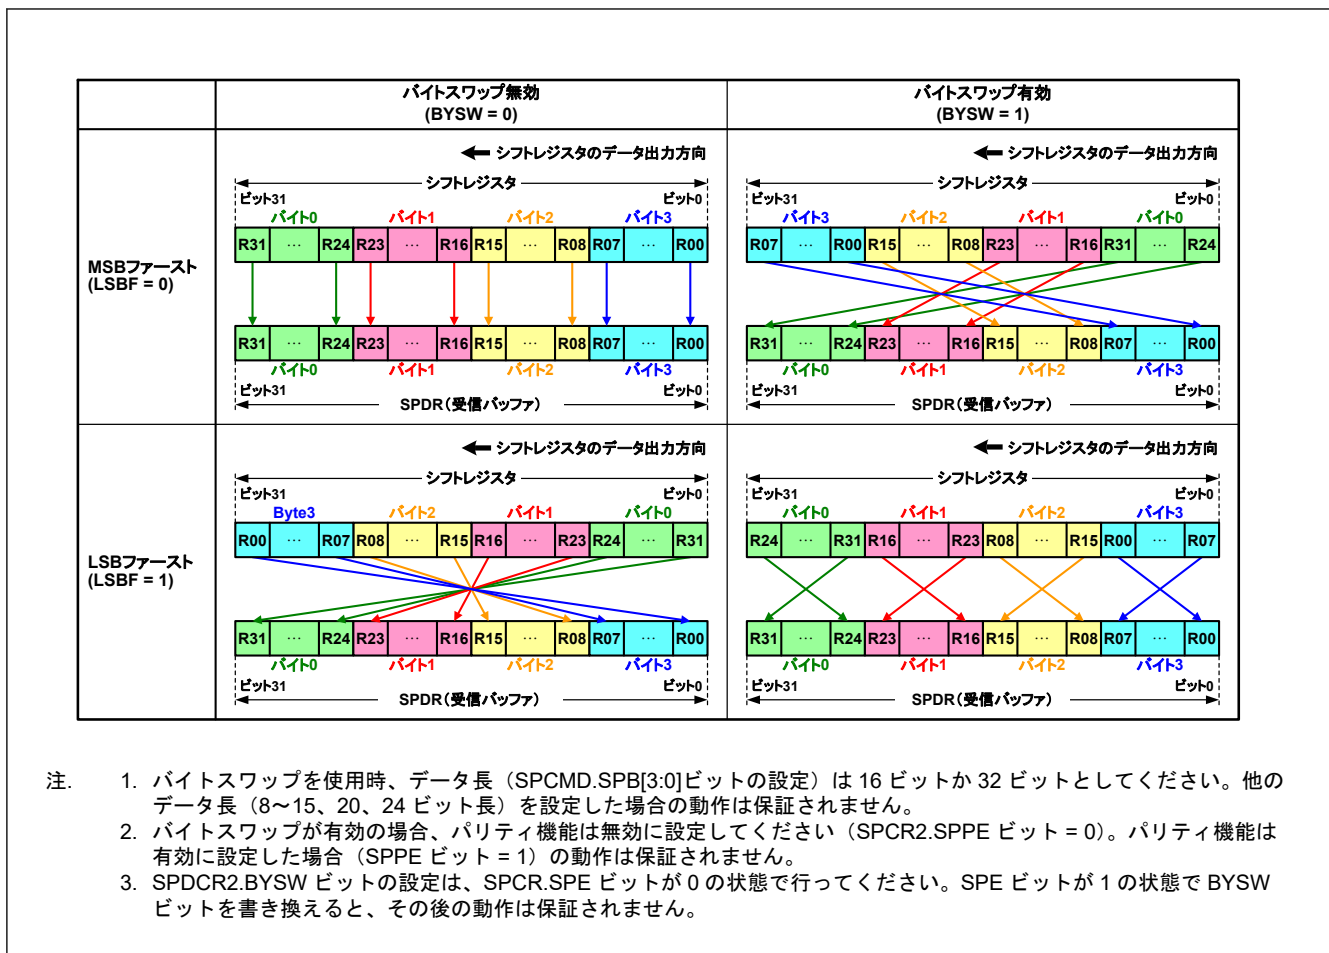 バイトスワップ無効
(BYSW = 0)
バイトスワップ有効
(BYSW = 1)
MSBファースト
(LSBF = 0)
シフトレジスタのデータ出力方向
シフトレジスタ
ビット31 ビット0
バイト0 バイト1 バイト2 バイト3
R31 … R24 R23 … R16 R15 … R08 R07 … R00
R31 … R24 R23 … R16 R15 … R08 R07 … R00
バイト0 バイト1 バイト2 バイト3
ビット31 ビット0
SPDR（受信バッファ）
シフトレジスタのデータ出力方向
シフトレジスタ
ビット31 ビット0
バイト3 バイト2 バイト1 バイト0
R07 … R00 R15 … R08 R23 … R16 R31 … R24
R31 … R24 R23 … R16 R15 … R08 R07 … R00
バイト0 バイト1 バイト2 バイト3
ビット31 ビット0
SPDR（受信バッファ）
LSBファースト
(LSBF = 1)
シフトレジスタのデータ出力方向
シフトレジスタ
ビット31 ビット0
Byte3 バイト2 バイト1 バイト0
R00 … R07 R08 … R15 R16 … R23 R24 … R31
R31 … R24 R23 … R16 R15 … R08 R07 … R00
バイト0 バイト1 バイト2 バイト3
ビット31 ビット0
SPDR（受信バッファ）
シフトレジスタのデータ出力方向
シフトレジスタ
ビット31 ビット0
バイト0 バイト1 バイト2 バイト3
R24 … R31 R16 … R23 R08 … R15 R00 … R07
R31 … R24 R23 … R16 R15 … R08 R07 … R00
バイト0 バイト1 バイト2 バイト3
ビット31 ビット0
SPDR（受信バッファ）
注. 1. バイトスワップを使用時、データ長（SPCMD.SPB[3:0]ビットの設定）は 16 ビットか 32 ビットとしてください。他の
データ長（8～15、20、24 ビット長）を設定した場合の動作は保証されません。
2. バイトスワップが有効の場合、パリティ機能は無効に設定してください（SPCR2.SPPE ビット = 0）。パリティ機能は
有効に設定した場合（SPPE ビット = 1）の動作は保証されません。
3. SPDCR2.BYSW ビットの設定は、SPCR.SPE ビットが 0 の状態で行ってください。SPE ビットが 1 の状態で BYSW
ビットを書き換えると、その後の動作は保証されません。